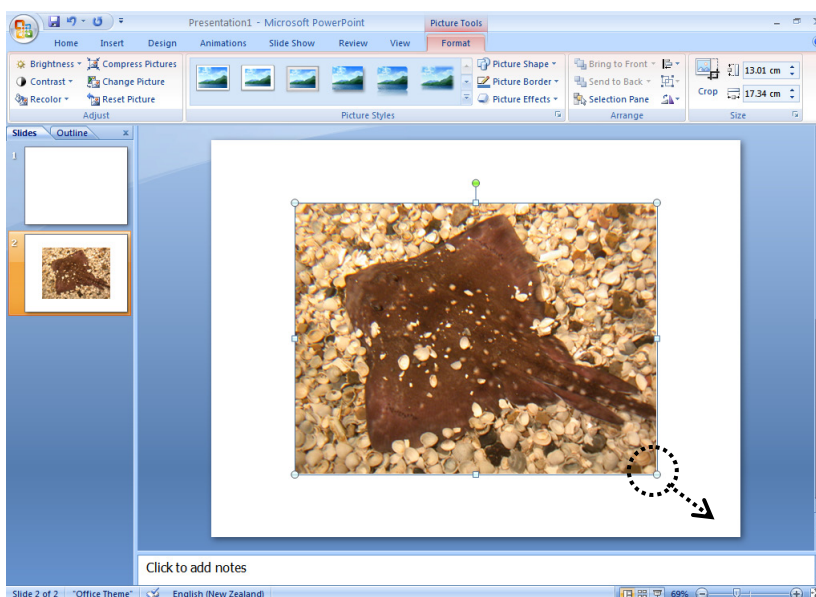 Presentation1 - Microsoft PowerPoint
Picture Tools
Home Insert Design Animations Slide Show Review View Format
Brightness Compress Pictures Picture Shape Bring to Front 13.01 cm
Contrast Change Picture Picture Border Send to Back Crop 17.34 cm
Recolor Reset Picture Picture Effects Selection Pane
Adjust Picture Styles Arrange Size
Slides Outline x
1
2
Click to add notes
Slide 2 of 2 "Office Theme" English (New Zealand) 69%